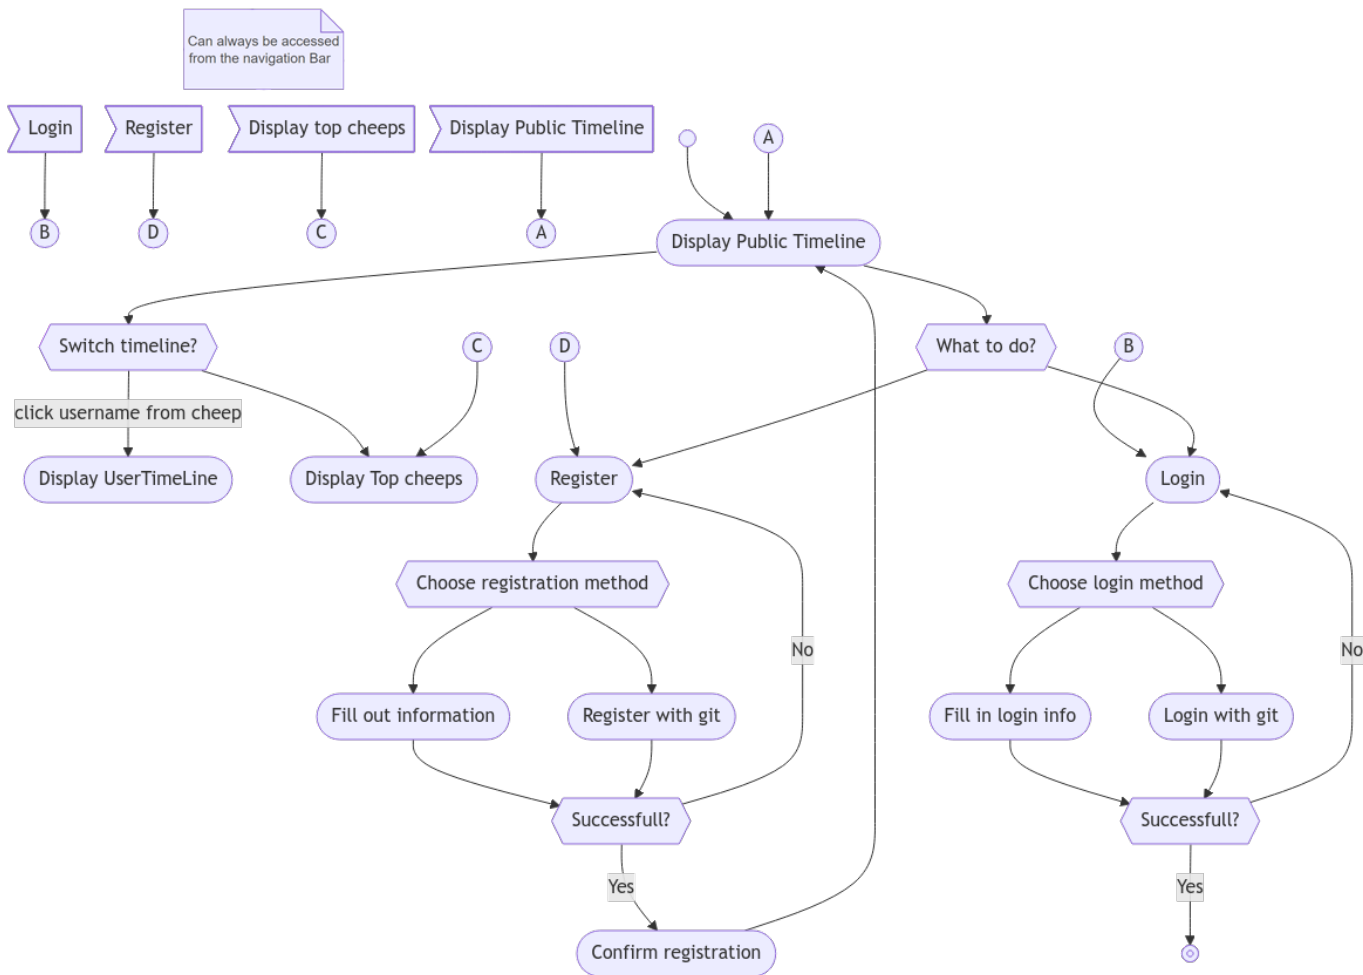 Can always be accessed
from the navigation Bar
Login
Register
Display top cheeps
Display Public Timeline
A
B
D
C
A
Display Public Timeline
Switch timeline?
C
D
What to do?
B
click username from cheep
Display UserTimeLine
Display Top cheeps
Register
Login
Choose registration method
Choose login method
No
No
Fill out information
Register with git
Fill in login info
Login with git
Successfull?
Successfull?
Yes
Yes
Confirm registration